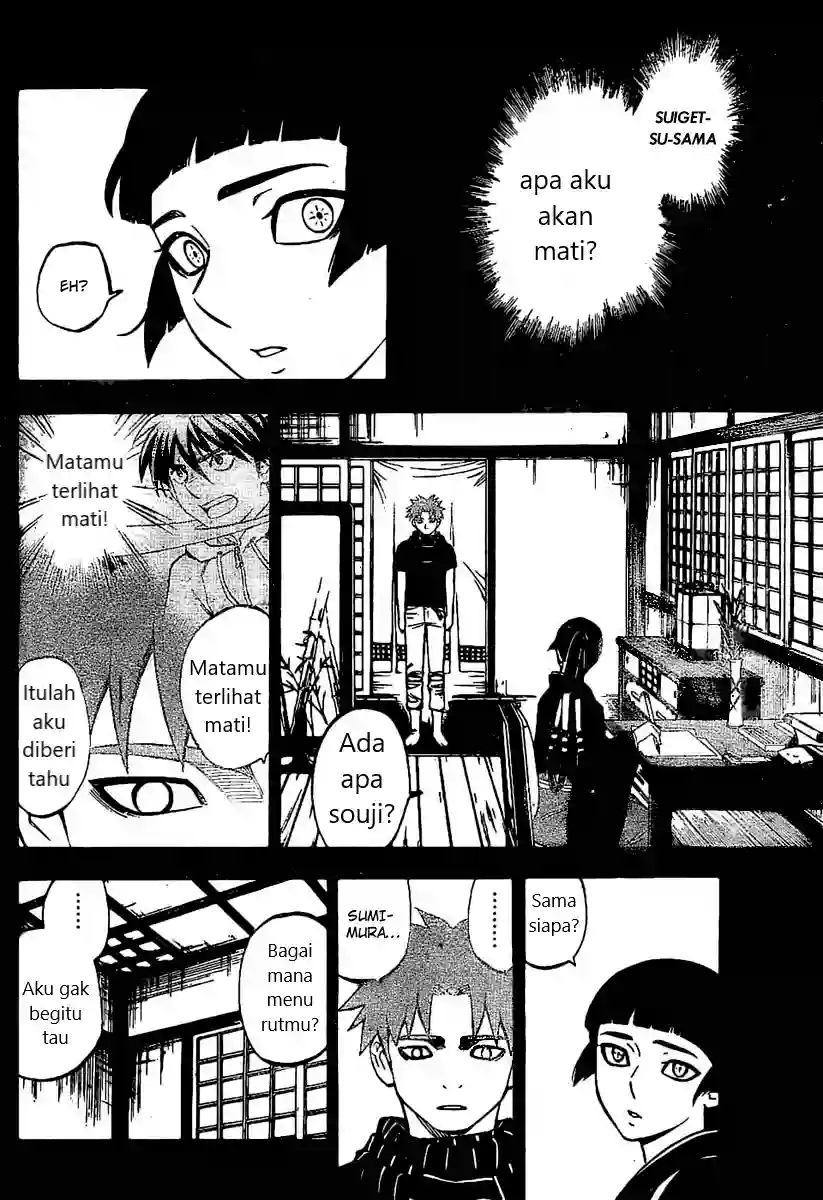 SUIGET-
SU-SAMA
apa aku
akan
mati?
EH?
Ada
apa
souji?
Matamu
terlihat
mati!
Matamu
terlihat
mati!
Itulah
aku
diberi
tahu
Sama
siapa?
........
SUMI-
MURA...
Bagai
mana
menu
rutmu?
........
Aku gak
begitu
tau